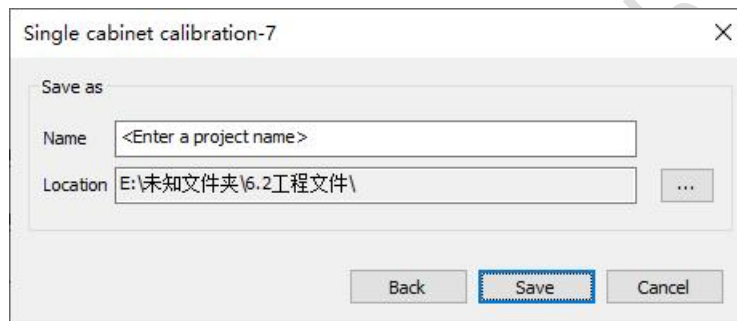 Single cabinet calibration-7
Save as
Name <Enter a project name>
Location E:\未知文件夹\6.2工程文件\ ...
Back Save Cancel